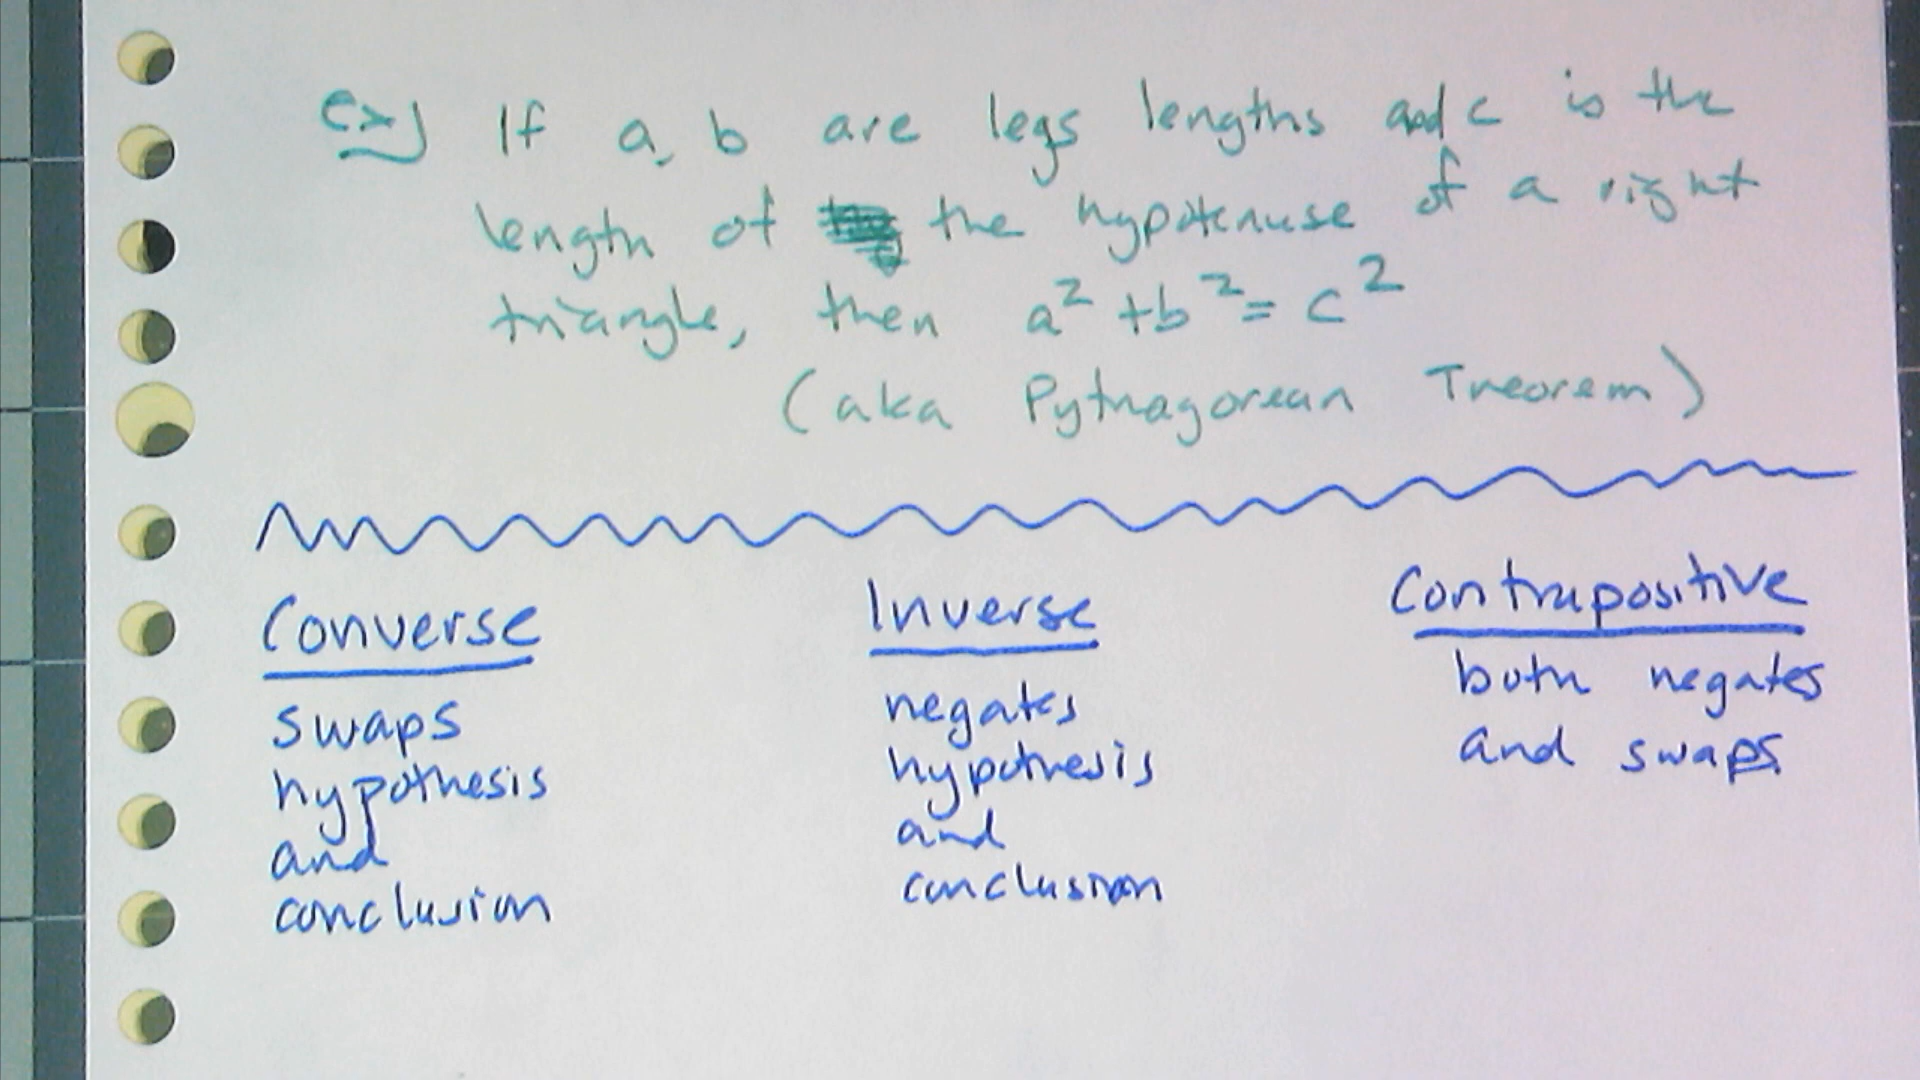 ex) If a, b are legs lengths and c is the
length of the hypotenuse of a right
triangle, then a² + b² = c²
(aka Pythagorean Theorem)
Converse
swaps
hypothesis
and
conclusion
Inverse
negates
hypothesis
and
conclusion
Contrapositive
both negates
and swaps.